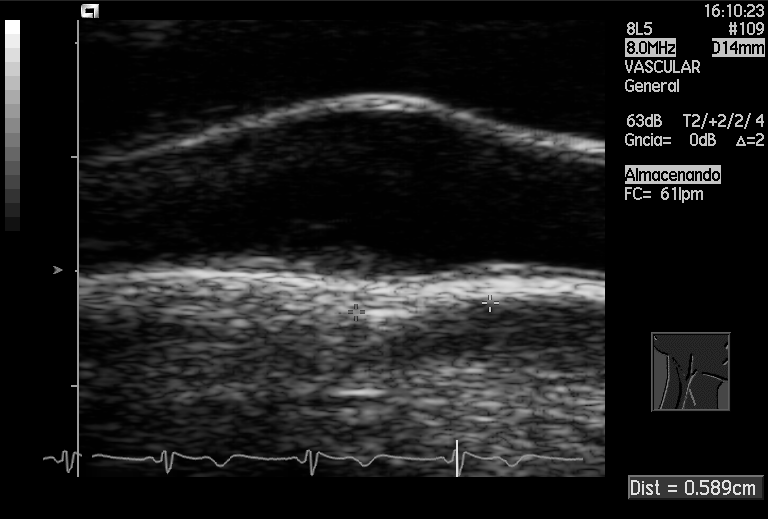 16:10:23
8L5 #109
8.0MHz D14mm
VASCULAR
General
63dB T2/+2/2/ 4
Gncia= 0dB Δ=2
Almacenando
FC= 61lpm
Dist = 0.589cm